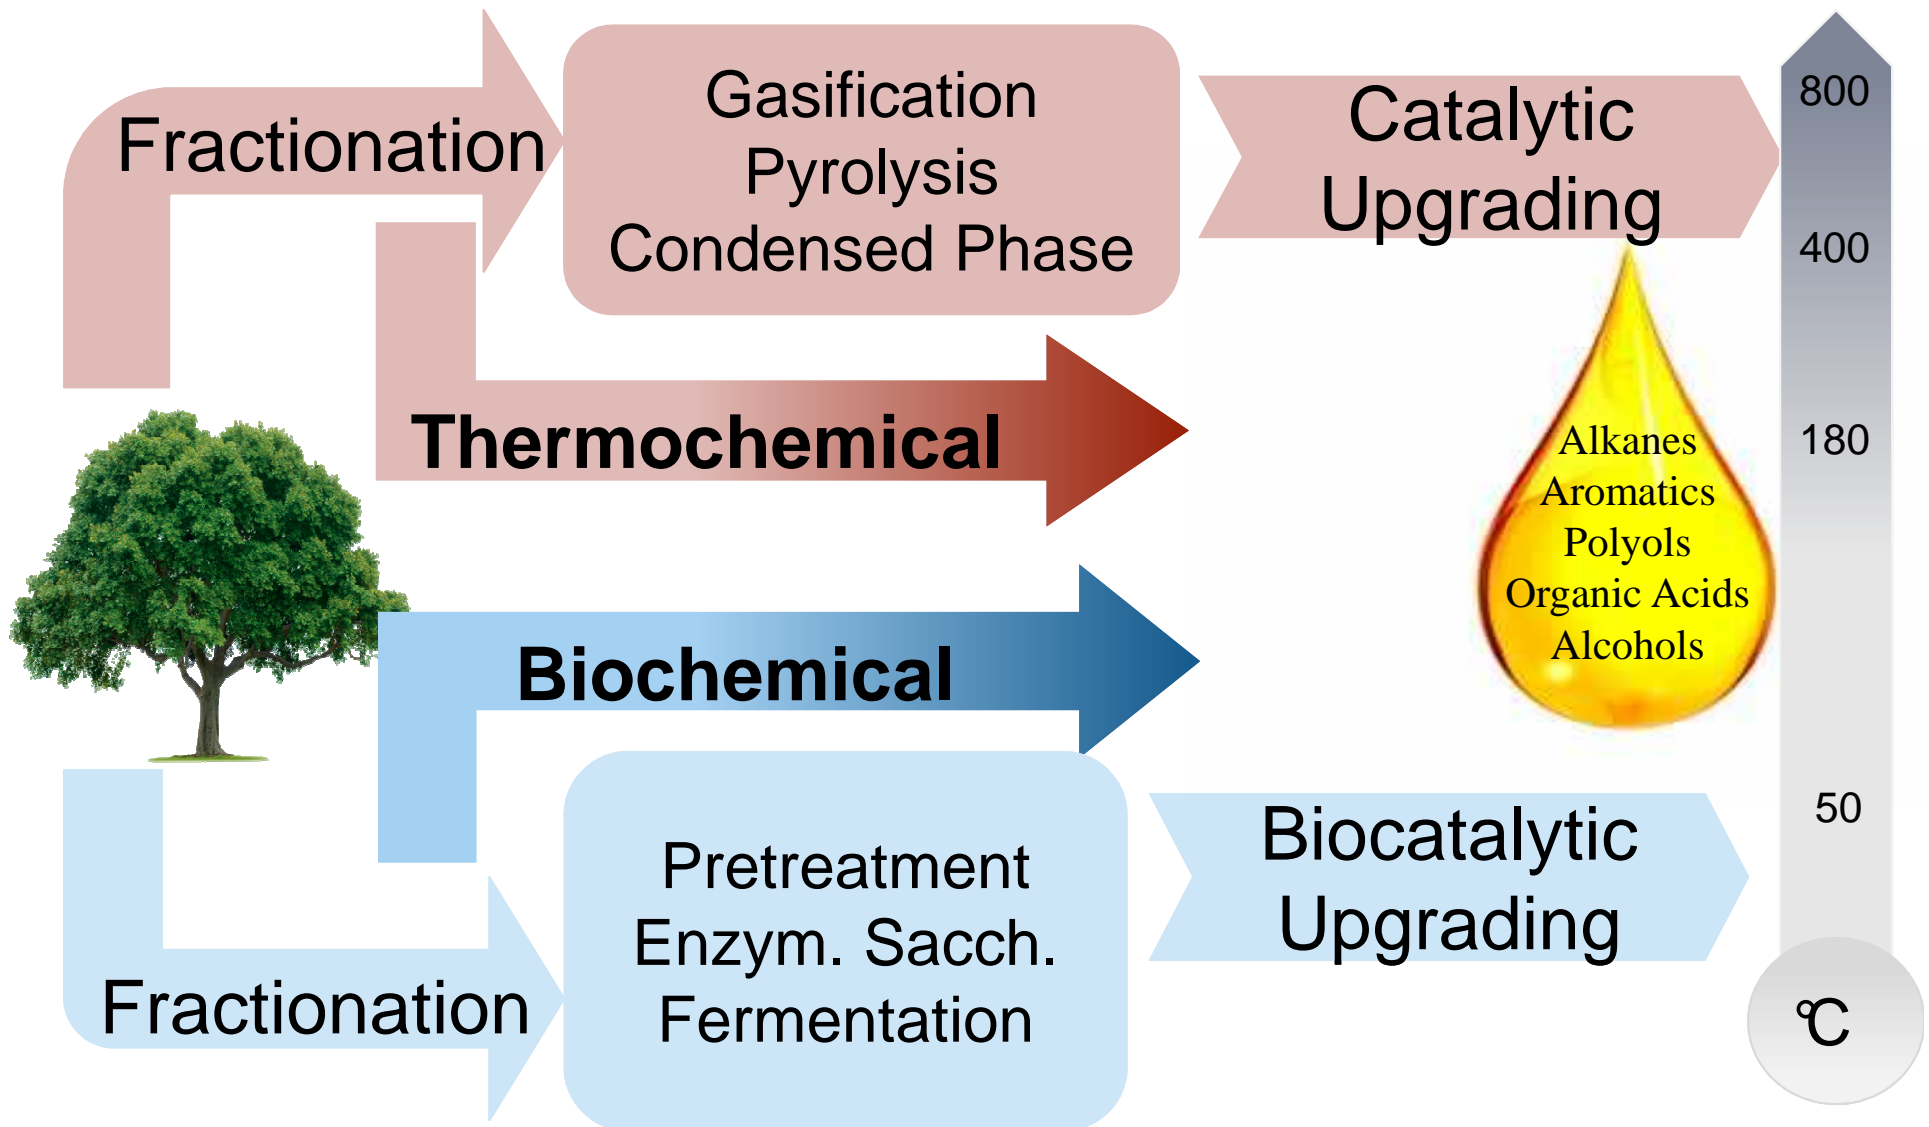 Fractionation
Gasification
Pyrolysis
Condensed Phase
Catalytic
Upgrading
Thermochemical
Biochemical
Fractionation
Pretreatment
Enzym. Sacch.
Fermentation
Biocatalytic
Upgrading
Alkanes
Aromatics
Polyols
Organic Acids
Alcohols
800
400
180
50
℃